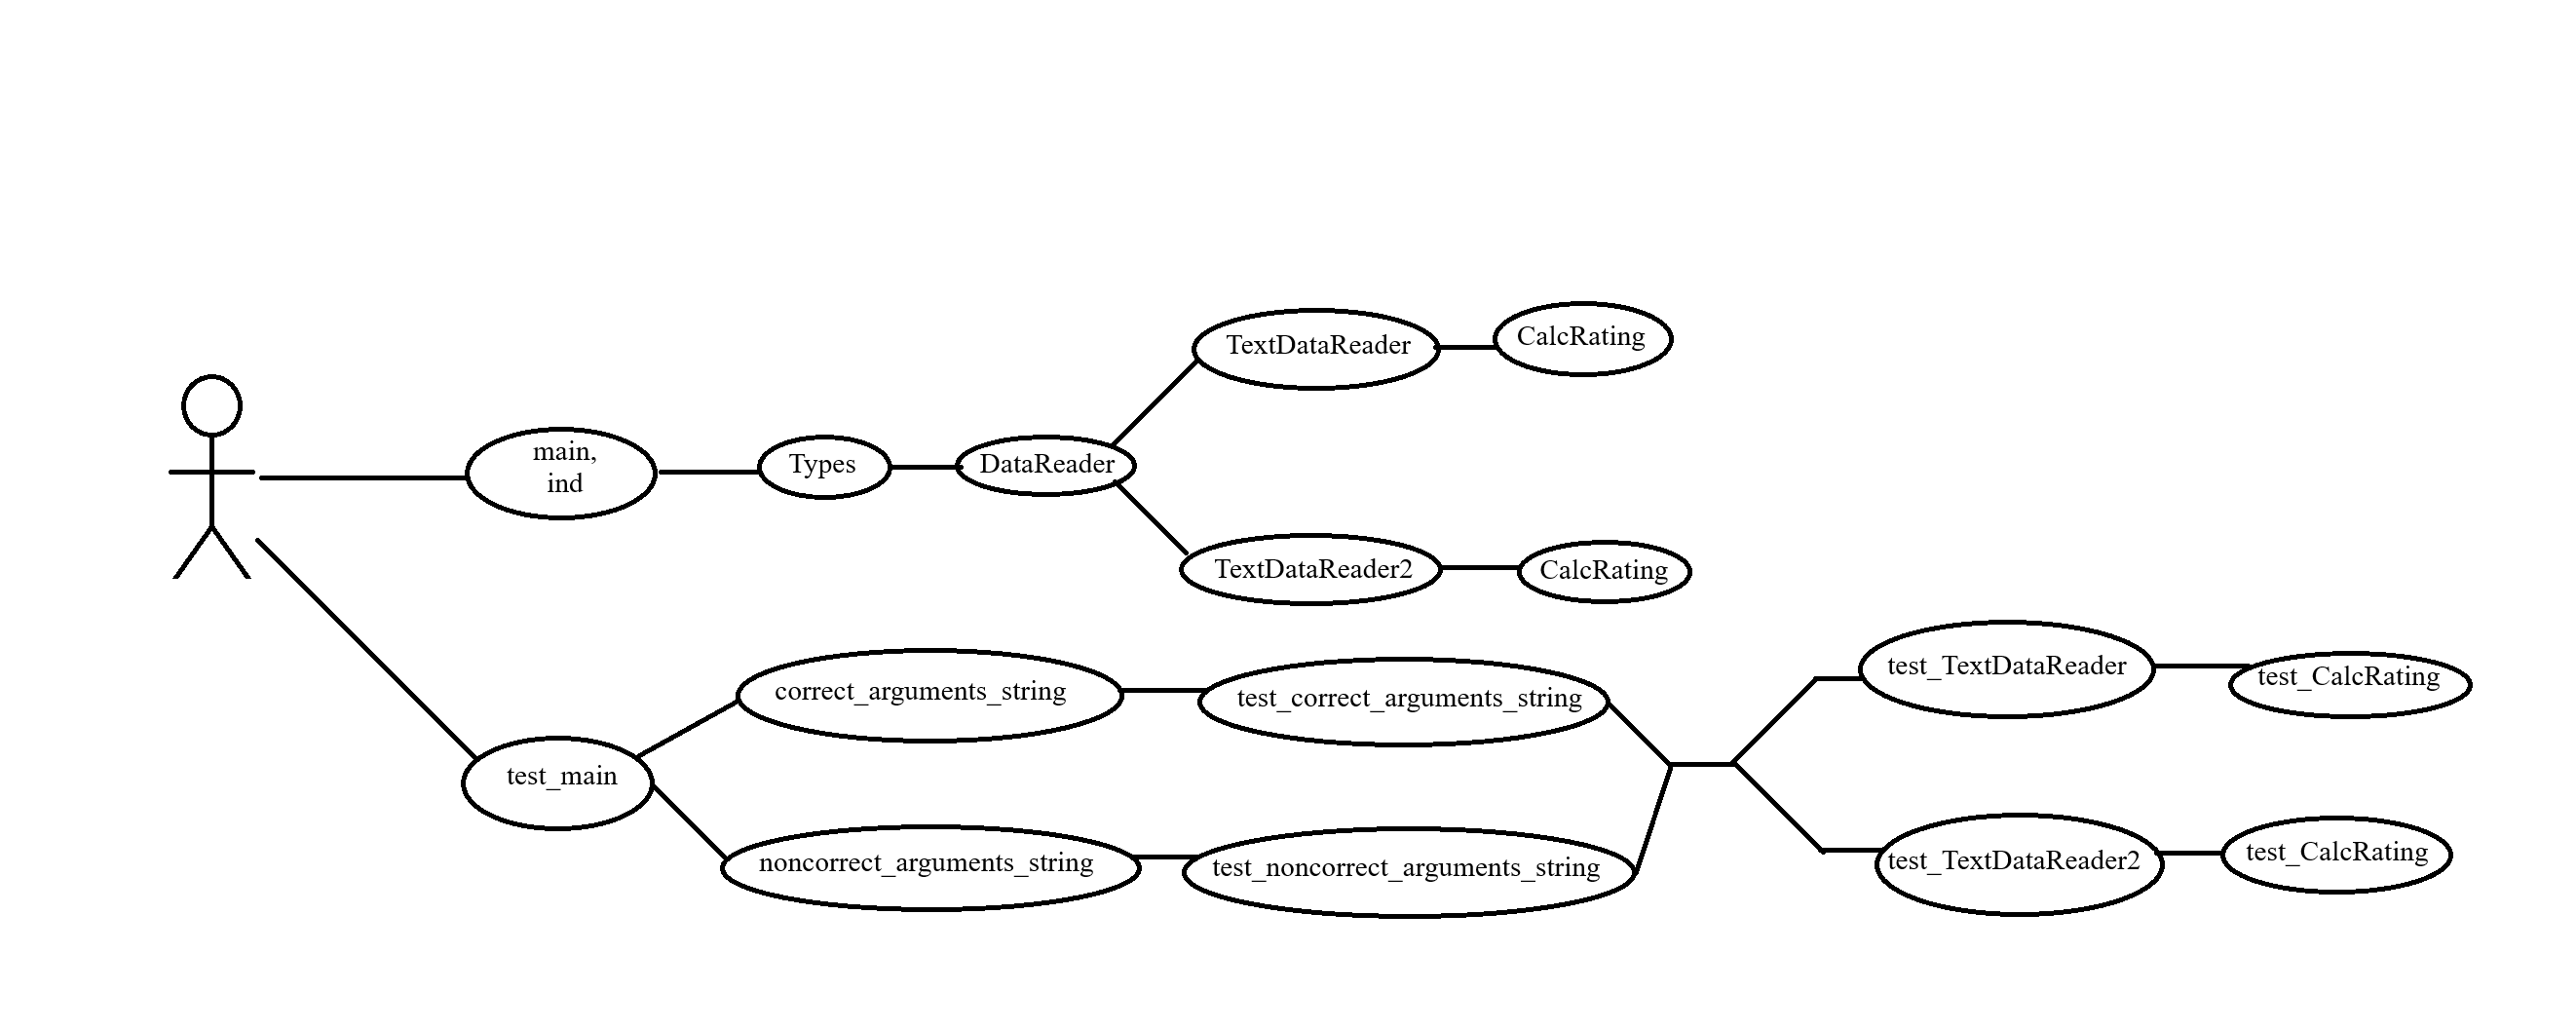 TextDataReader
CalcRating
main,
ind
Types
DataReader
TextDataReader2
CalcRating
correct_arguments_string
test_correct_arguments_string
test_TextDataReader
test_CalcRating
test_main
noncorrect_arguments_string
test_noncorrect_arguments_string
test_TextDataReader2
test_CalcRating